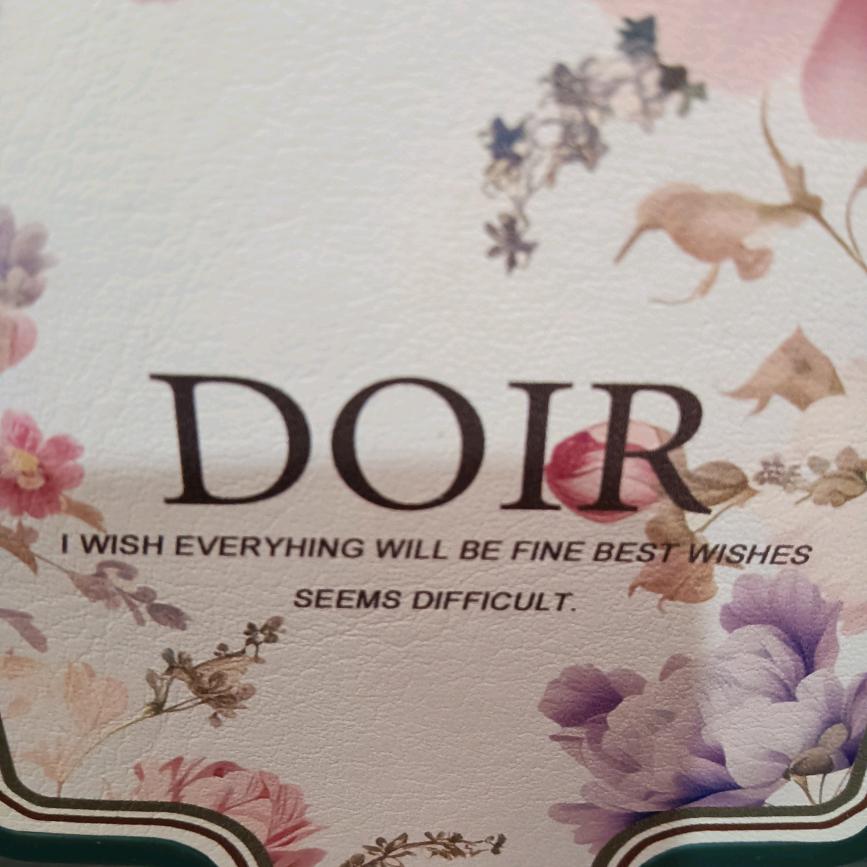 DOIR
I WISH EVERYHING WILL BE FINE BEST WISHES
SEEMS DIFFICULT.